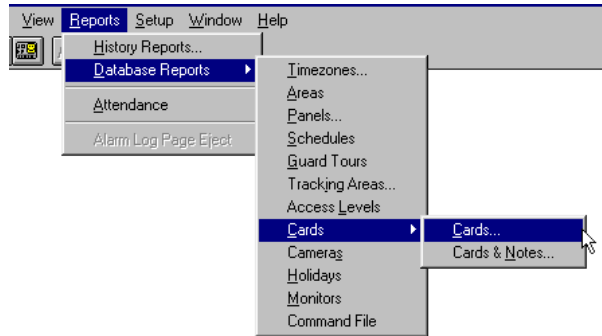 View Reports Setup Window Help
History Reports...
Database Reports
Attendance
Alarm Log Page Eject
Timezones...
Areas
Panels...
Schedules
Guard Tours
Tracking Areas...
Access Levels
Cards
Cameras
Holidays
Monitors
Command File
Cards...
Cards & Notes...